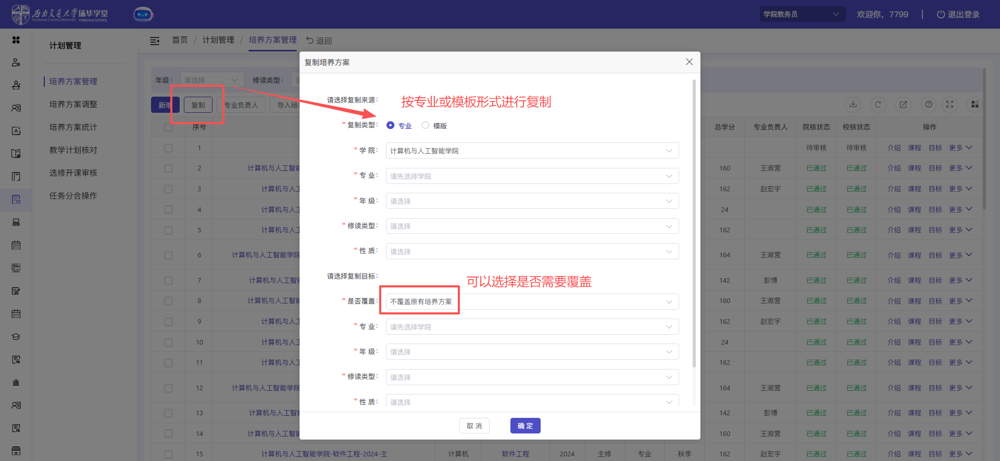 西南交通大学 扬华学堂
Southwest Jiaotong University YANGHUA SCHOOL
学院教务员
欢迎你，7799
退出登录
计划管理
首页 / 计划管理 / 培养方案管理 返回
培养方案管理
培养方案调整
培养方案统计
教学计划核对
选修开课审核
任务分合操作
年级： 请选择 修读类型：
新增 复制 专业负责人
复制培养方案
请选择复制来源：
按专业或模板形式进行复制
* 复制类型： 专业 模版
* 学 院： 计算机与人工智能学院
* 专 业： 请先选择学院
* 年 级： 请选择
* 修读类型： 请选择
* 性 质： 请选择
请选择复制目标：
可以选择是否需要覆盖
* 是否覆盖： 不覆盖原有培养方案
* 专 业： 请先选择学院
* 年 级： 请选择
* 修读类型： 请选择
* 性 质： 请选择
取 消 确 定
序号 总学分 专业负责人 院核状态 校核状态 操作
1 待审核 待审核 介绍 课程 目标 更多
2 计算机与人工智能 160 王淑营 已通过 已通过 介绍 课程 目标 更多
3 计算机与人工 162 赵宏宇 已通过 已通过 介绍 课程 目标 更多
4 计算机与人工 24 已通过 已通过 介绍 课程 目标 更多
5 计算机与人工 162 已通过 已通过 介绍 课程 目标 更多
6 计算机与人工智能学院 164 王淑营 已通过 已通过 介绍 课程 目标 更多
7 计算机与人工智能 142 彭博 已通过 已通过 介绍 课程 目标 更多
8 计算机与人工智能 160 王淑营 已通过 已通过 介绍 课程 目标 更多
9 计算机与人工 162 赵宏宇 已通过 已通过 介绍 课程 目标 更多
10 计算机与人工 24 已通过 已通过 介绍 课程 目标 更多
11 计算机与人工 162 已通过 已通过 介绍 课程 目标 更多
12 计算机与人工智能学院 164 王淑营 已通过 已通过 介绍 课程 目标 更多
13 计算机与人工智能 142 彭博 已通过 已通过 介绍 课程 目标 更多
14 计算机与人工智能 160 王淑营 已通过 已通过 介绍 课程 目标 更多
15 计算机与人工智能学院-软件工程-2024-主 计算机 软件工程 2024 主修 专业 秋季 162 赵宏宇 已通过 已通过 介绍 课程 目标 更多